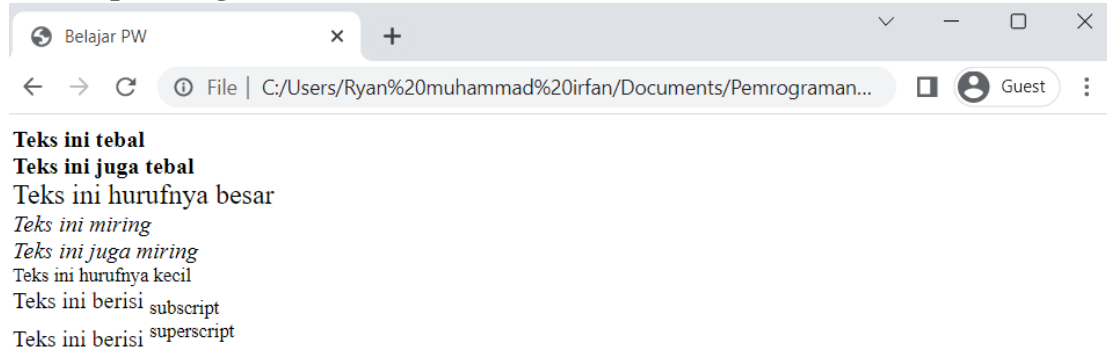 Belajar PW
File | C:/Users/Ryan%20muhammad%20irfan/Documents/Pemrograman...
Guest
Teks ini tebal
Teks ini juga tebal
Teks ini hurufnya besar
Teks ini miring
Teks ini juga miring
Teks ini hurufnya kecil
Teks ini berisi subscript
Teks ini berisi superscript